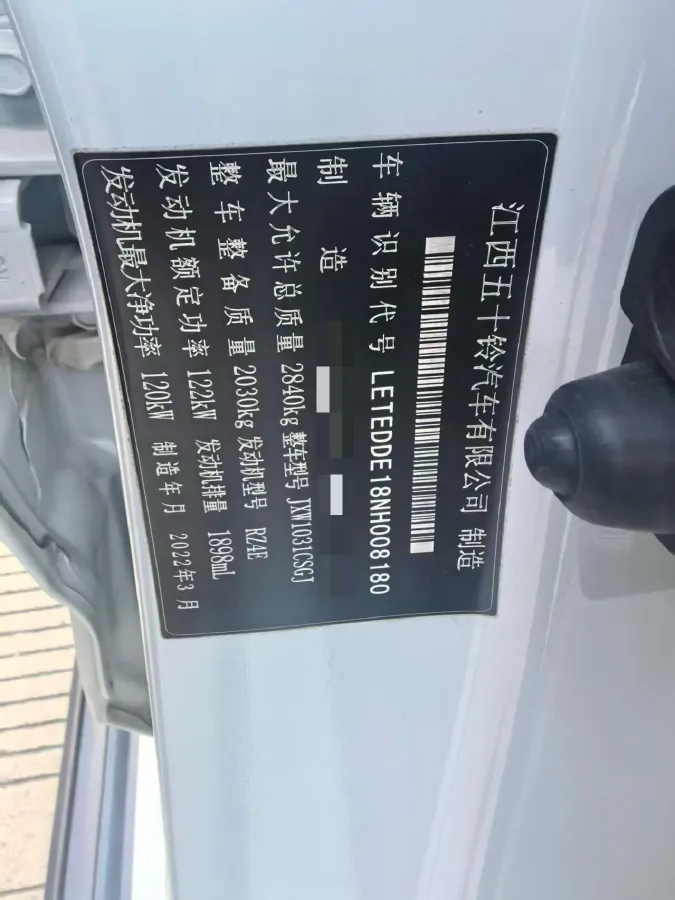 江西五十铃汽车有限公司 制造
车辆识别代号 LETEDDE18NH008180
制 造
最大允许总质量 2840kg 整车型号 JXW1031CSGJ
整车整备质量 2030kg 发动机型号 RZ4E
发动机额定功率 122kW 发动机排量 1898mL
发动机最大净功率 120kW 制造年月 2022年3月